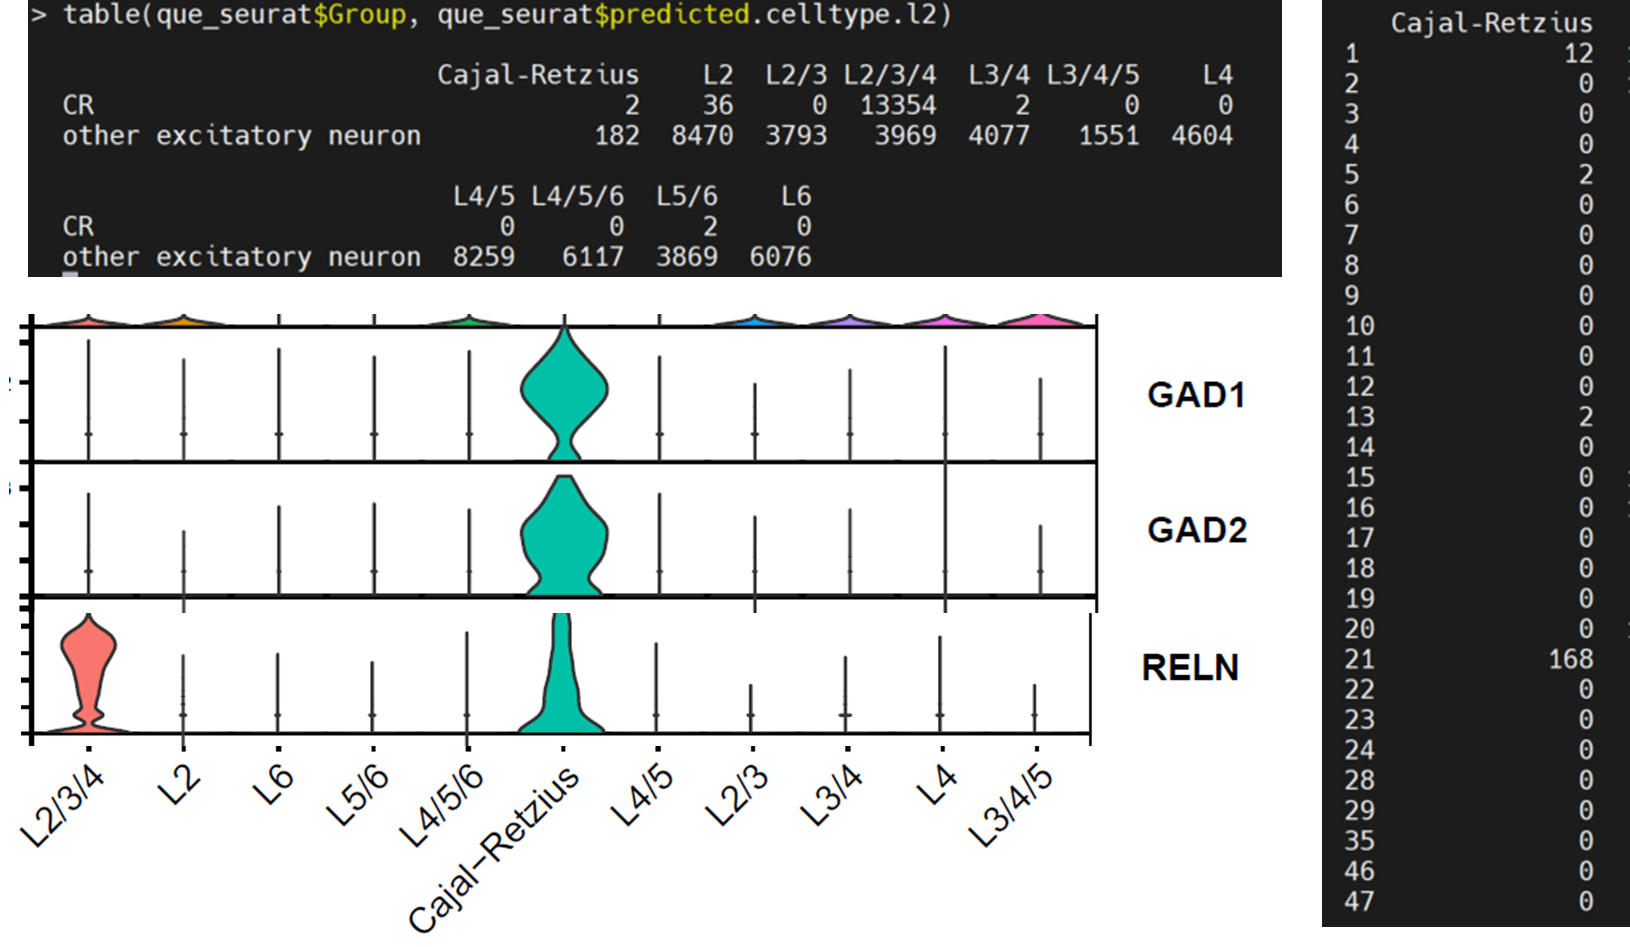 > table(que_seurat$Group, que_seurat$predicted.celltype.l2)
Cajal-Retzius L2 L2/3 L2/3/4 L3/4 L3/4/5 L4
CR 2 36 0 13354 2 0 0
other excitatory neuron 182 8470 3793 3969 4077 1551 4604
L4/5 L4/5/6 L5/6 L6
CR 0 0 2 0
other excitatory neuron 8259 6117 3869 6076
GAD1
GAD2
RELN
L2/3/4
L2
L6
L5/6
L4/5/6
Cajal−Retzius
L4/5
L2/3
L3/4
L4
L3/4/5
Cajal-Retzius
1 12
2 0
3 0
4 0
5 2
6 0
7 0
8 0
9 0
10 0
11 0
12 0
13 2
14 0
15 0
16 0
17 0
18 0
19 0
20 0
21 168
22 0
23 0
24 0
28 0
29 0
35 0
46 0
47 0